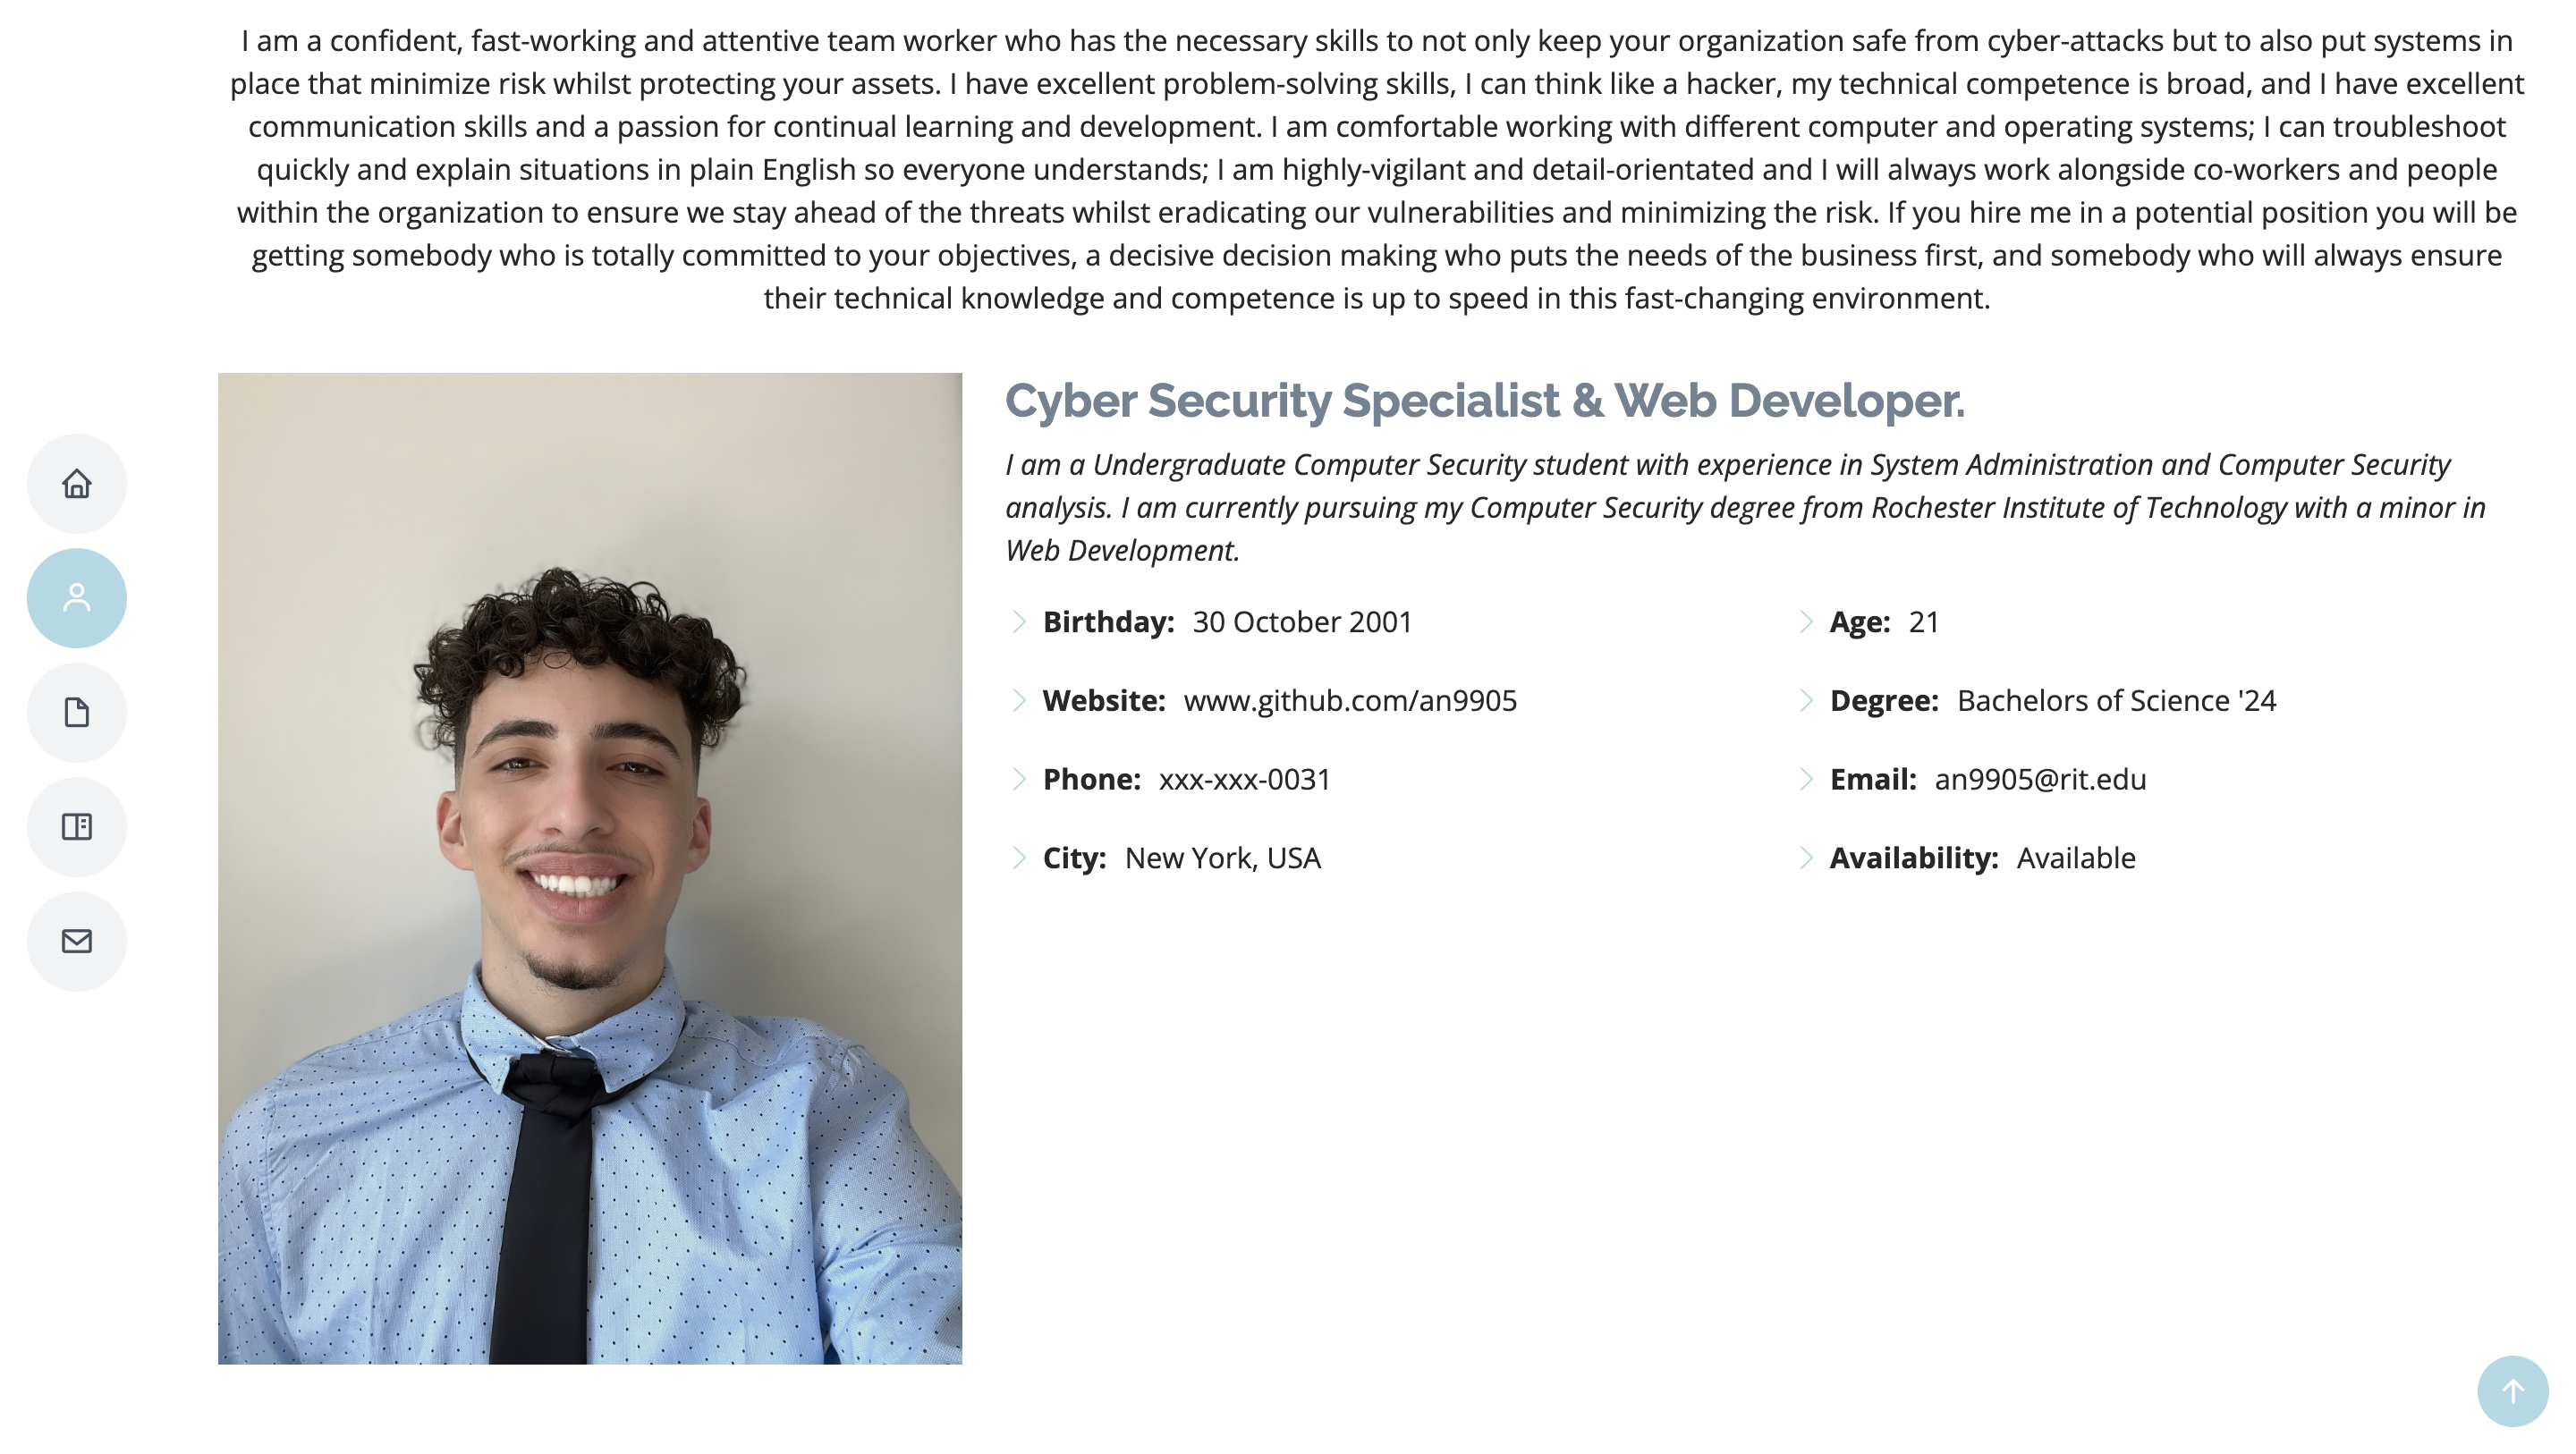 I am a confident, fast-working and attentive team worker who has the necessary skills to not only keep your organization safe from cyber-attacks but to also put systems in
place that minimize risk whilst protecting your assets. I have excellent problem-solving skills, I can think like a hacker, my technical competence is broad, and I have excellent
communication skills and a passion for continual learning and development. I am comfortable working with different computer and operating systems; I can troubleshoot
quickly and explain situations in plain English so everyone understands; I am highly-vigilant and detail-orientated and I will always work alongside co-workers and people
within the organization to ensure we stay ahead of the threats whilst eradicating our vulnerabilities and minimizing the risk. If you hire me in a potential position you will be
getting somebody who is totally committed to your objectives, a decisive decision making who puts the needs of the business first, and somebody who will always ensure
their technical knowledge and competence is up to speed in this fast-changing environment.
Cyber Security Specialist & Web Developer.
I am a Undergraduate Computer Security student with experience in System Administration and Computer Security
analysis. I am currently pursuing my Computer Security degree from Rochester Institute of Technology with a minor in
Web Development.
Birthday: 30 October 2001
Website: www.github.com/an9905
Phone: xxx-xxx-0031
City: New York, USA
Age: 21
Degree: Bachelors of Science '24
Email: an9905@rit.edu
Availability: Available